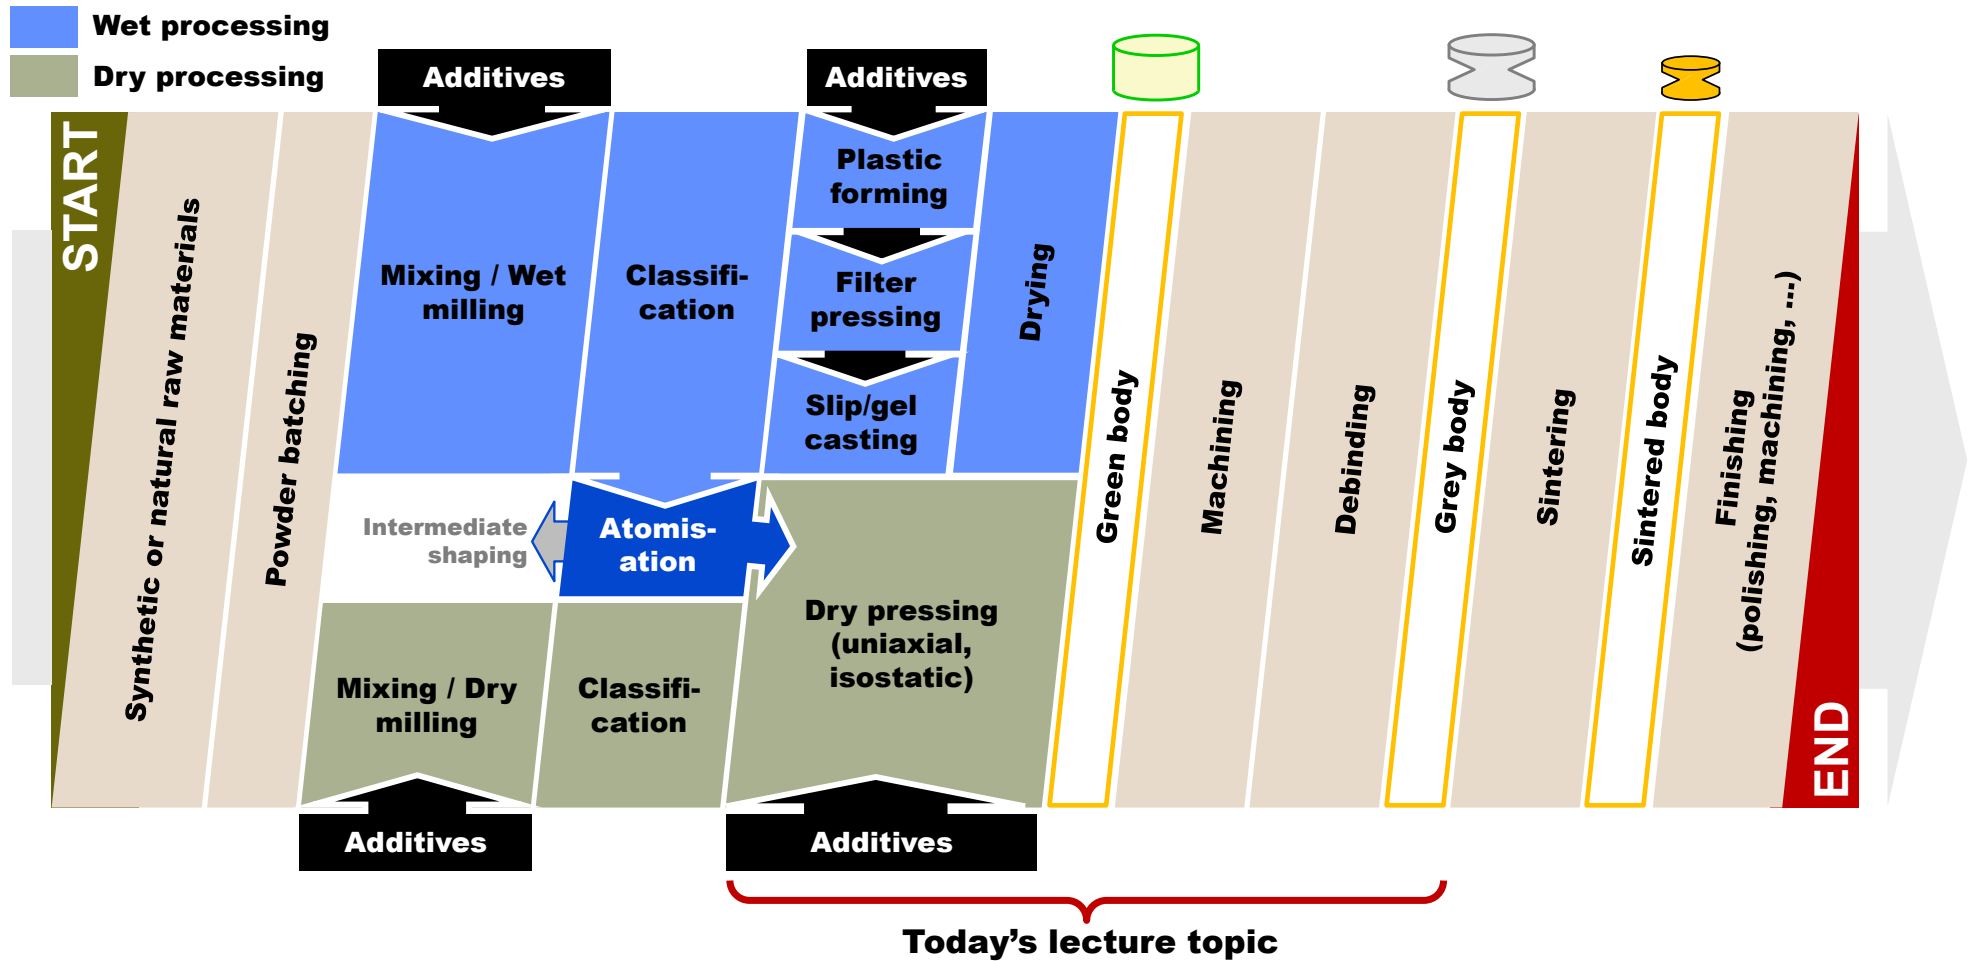 Wet processing
Dry processing
Additives
Additives
START
Synthetic or natural raw materials
Powder batching
Mixing / Wet
milling
Classifi-
cation
Plastic
forming
Filter
pressing
Slip/gel
casting
Drying
Intermediate
shaping
Atomis-
ation
Mixing / Dry
milling
Classifi-
cation
Dry pressing
(uniaxial,
isostatic)
Green body
Machining
Debinding
Grey body
Sintering
Sintered body
Finishing
(polishing, machining, ...)
END
Additives
Additives
Today’s lecture topic